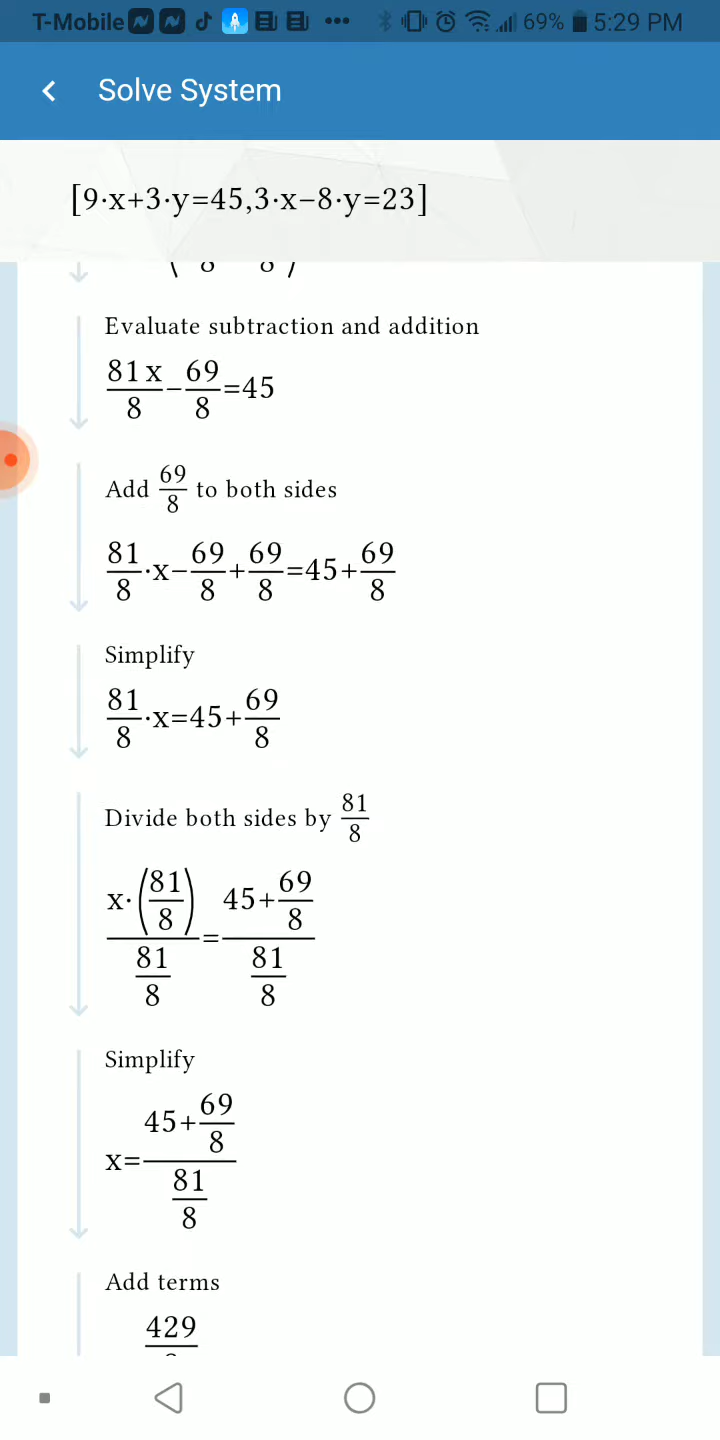 T-Mobile ••• 69% 5:29 PM
Solve System
[9·x+3·y=45,3·x−8·y=23]
Evaluate subtraction and addition
81x/8−69/8=45
Add 69/8 to both sides
81/8·x−69/8+69/8=45+69/8
Simplify
81/8·x=45+69/8
Divide both sides by 81/8
x·(81/8)/(81/8)=(45+69/8)/(81/8)
Simplify
x=(45+69/8)/(81/8)
Add terms
429